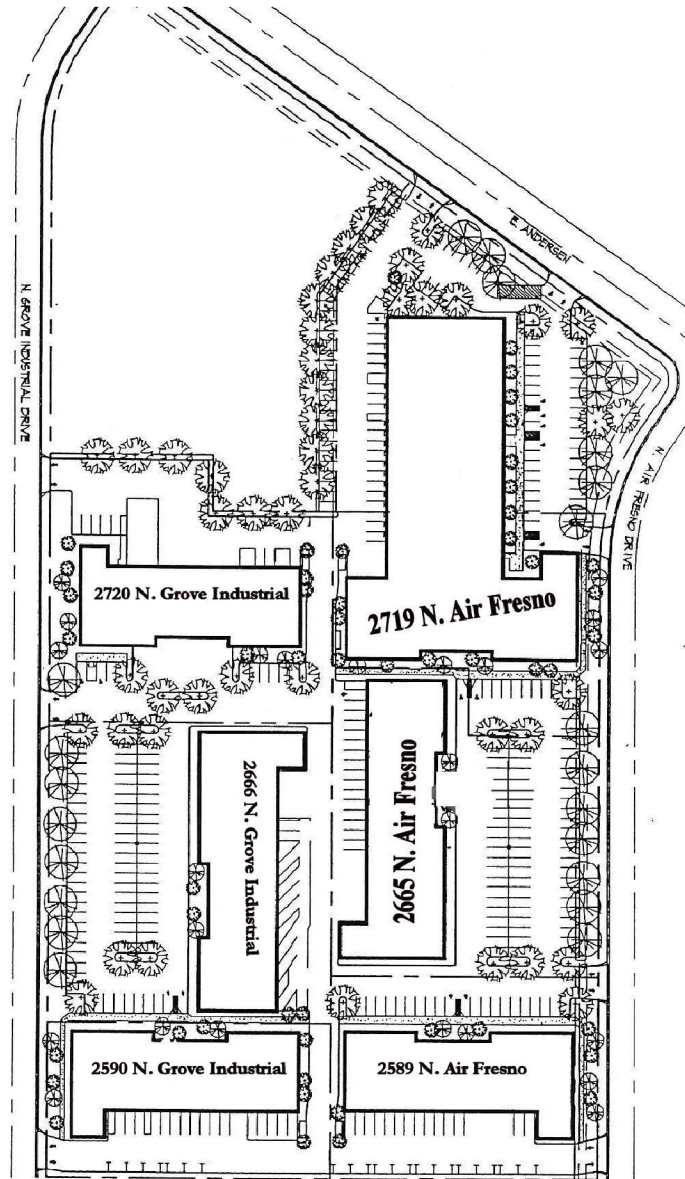 E. ANDERSEN
N. GROVE INDUSTRIAL DRIVE
N. AIR FRESNO DRIVE
2720 N. Grove Industrial
2719 N. Air Fresno
2666 N. Grove Industrial
2665 N. Air Fresno
2590 N. Grove Industrial
2589 N. Air Fresno